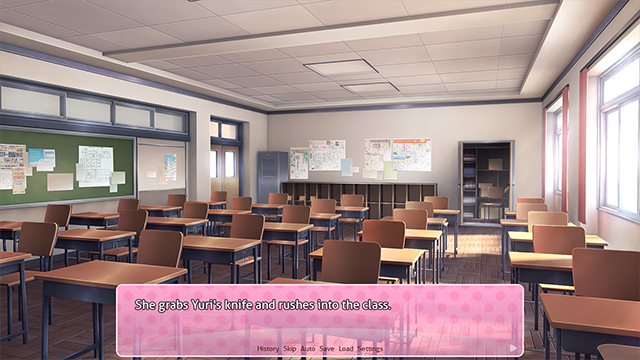 She grabs Yuri's knife and rushes into the class.
History Skip Auto Save Load Settings